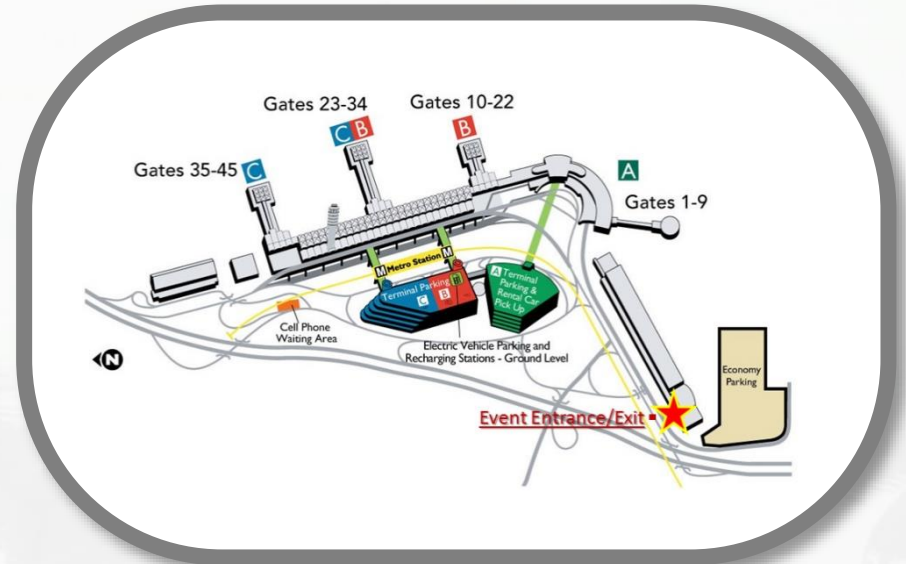 Gates 23-34
Gates 10-22
C B
B
Gates 35-45 C
A
Gates 1-9
M Metro Station M
A Terminal
Parking &
Rental Car
Pick Up
Terminal Parking
C B
Cell Phone
Waiting Area
Electric Vehicle Parking and
Recharging Stations - Ground Level
N
Economy
Parking
Event Entrance/Exit